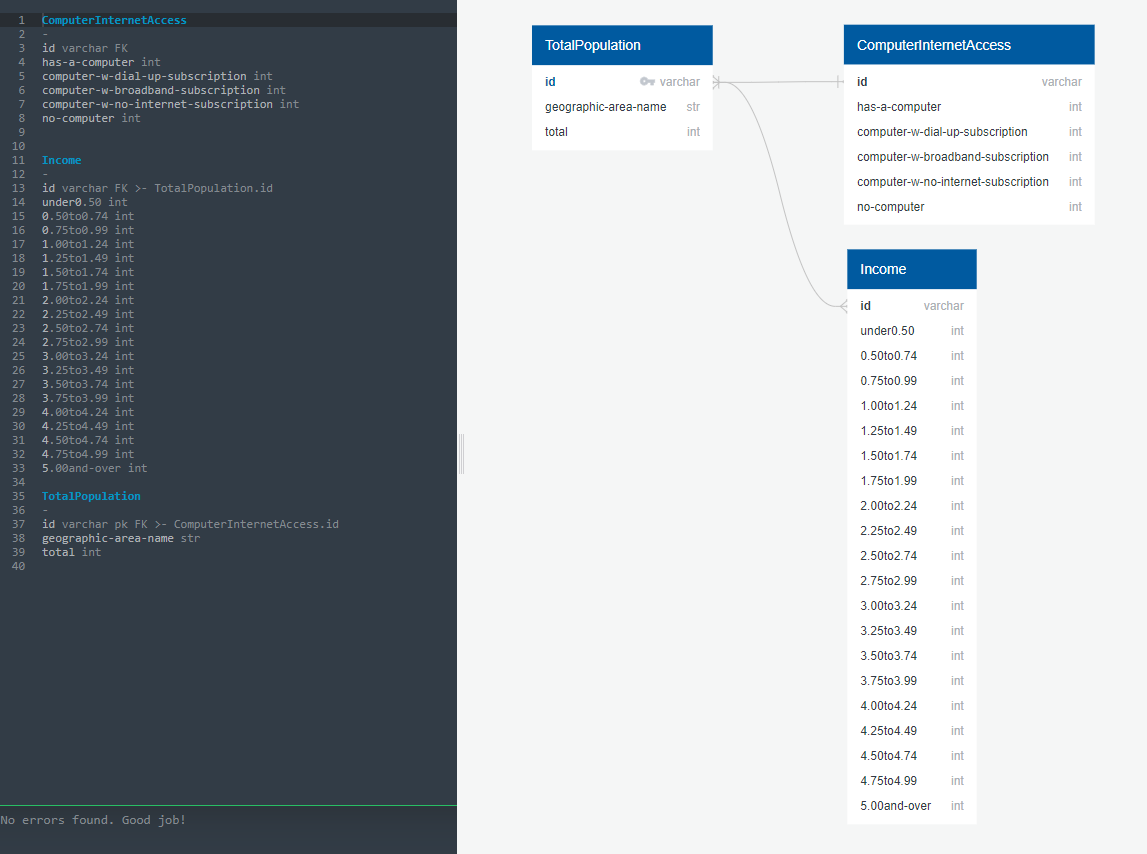 1 ComputerInternetAccess
2 -
3 id varchar FK
4 has-a-computer int
5 computer-w-dial-up-subscription int
6 computer-w-broadband-subscription int
7 computer-w-no-internet-subscription int
8 no-computer int
9
10
11 Income
12 -
13 id varchar FK >- TotalPopulation.id
14 under0.50 int
15 0.50to0.74 int
16 0.75to0.99 int
17 1.00to1.24 int
18 1.25to1.49 int
19 1.50to1.74 int
20 1.75to1.99 int
21 2.00to2.24 int
22 2.25to2.49 int
23 2.50to2.74 int
24 2.75to2.99 int
25 3.00to3.24 int
26 3.25to3.49 int
27 3.50to3.74 int
28 3.75to3.99 int
29 4.00to4.24 int
30 4.25to4.49 int
31 4.50to4.74 int
32 4.75to4.99 int
33 5.00and-over int
34
35 TotalPopulation
36 -
37 id varchar pk FK >- ComputerInternetAccess.id
38 geographic-area-name str
39 total int
40
No errors found. Good job!
TotalPopulation
id varchar
geographic-area-name str
total int
ComputerInternetAccess
id varchar
has-a-computer int
computer-w-dial-up-subscription int
computer-w-broadband-subscription int
computer-w-no-internet-subscription int
no-computer int
Income
id varchar
under0.50 int
0.50to0.74 int
0.75to0.99 int
1.00to1.24 int
1.25to1.49 int
1.50to1.74 int
1.75to1.99 int
2.00to2.24 int
2.25to2.49 int
2.50to2.74 int
2.75to2.99 int
3.00to3.24 int
3.25to3.49 int
3.50to3.74 int
3.75to3.99 int
4.00to4.24 int
4.25to4.49 int
4.50to4.74 int
4.75to4.99 int
5.00and-over int